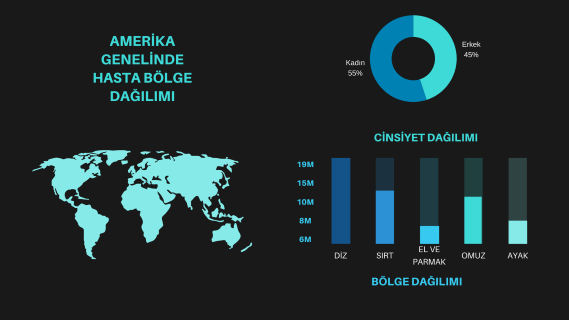 AMERİKA
GENELİNDE
HASTA BÖLGE
DAĞILIMI
Kadın
55%
Erkek
45%
CİNSİYET DAĞILIMI
19M
15M
10M
8M
6M
DİZ
SIRT
EL VE
PARMAK
OMUZ
AYAK
BÖLGE DAĞILIMI